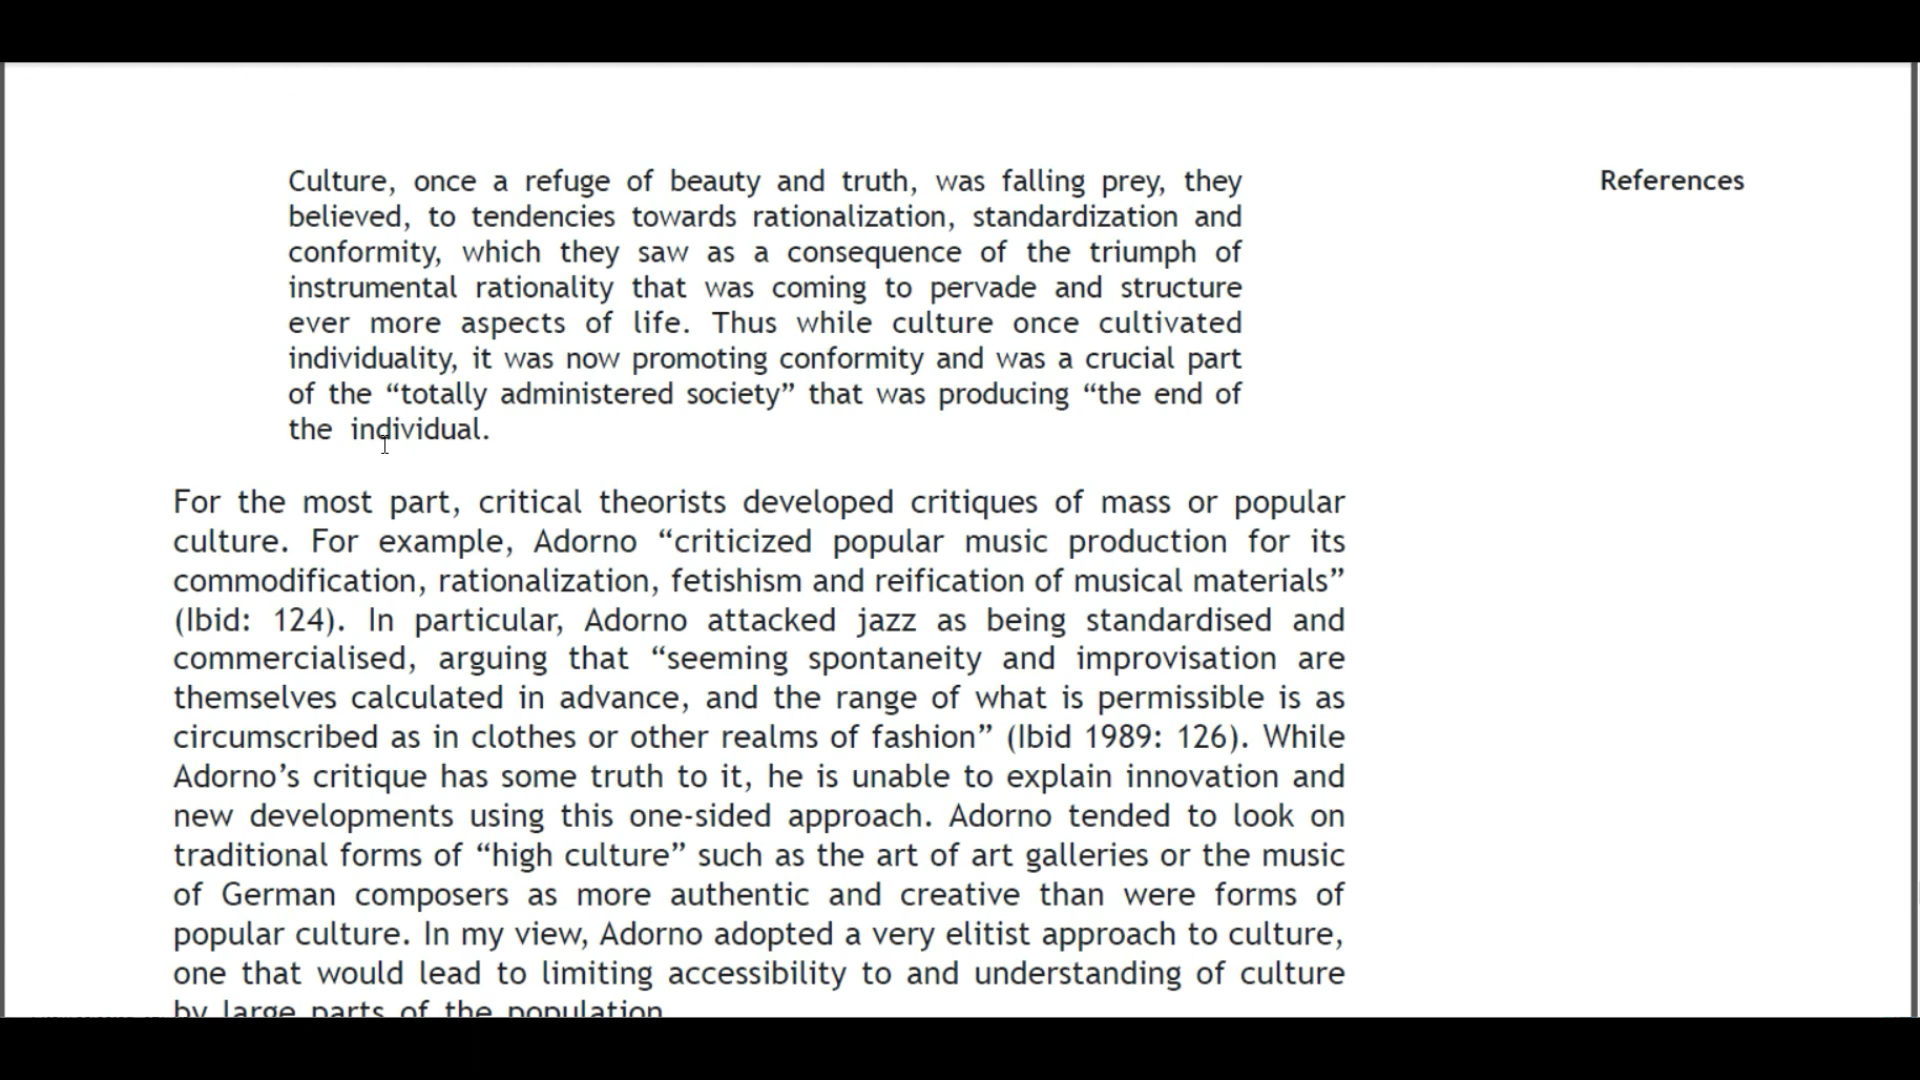 Culture, once a refuge of beauty and truth, was falling prey, they
believed, to tendencies towards rationalization, standardization and
conformity, which they saw as a consequence of the triumph of
instrumental rationality that was coming to pervade and structure
ever more aspects of life. Thus while culture once cultivated
individuality, it was now promoting conformity and was a crucial part
of the “totally administered society” that was producing “the end of
the individual.
References
For the most part, critical theorists developed critiques of mass or popular
culture. For example, Adorno “criticized popular music production for its
commodification, rationalization, fetishism and reification of musical materials”
(Ibid: 124). In particular, Adorno attacked jazz as being standardised and
commercialised, arguing that “seeming spontaneity and improvisation are
themselves calculated in advance, and the range of what is permissible is as
circumscribed as in clothes or other realms of fashion” (Ibid 1989: 126). While
Adorno’s critique has some truth to it, he is unable to explain innovation and
new developments using this one-sided approach. Adorno tended to look on
traditional forms of “high culture” such as the art of art galleries or the music
of German composers as more authentic and creative than were forms of
popular culture. In my view, Adorno adopted a very elitist approach to culture,
one that would lead to limiting accessibility to and understanding of culture
by large parts of the population